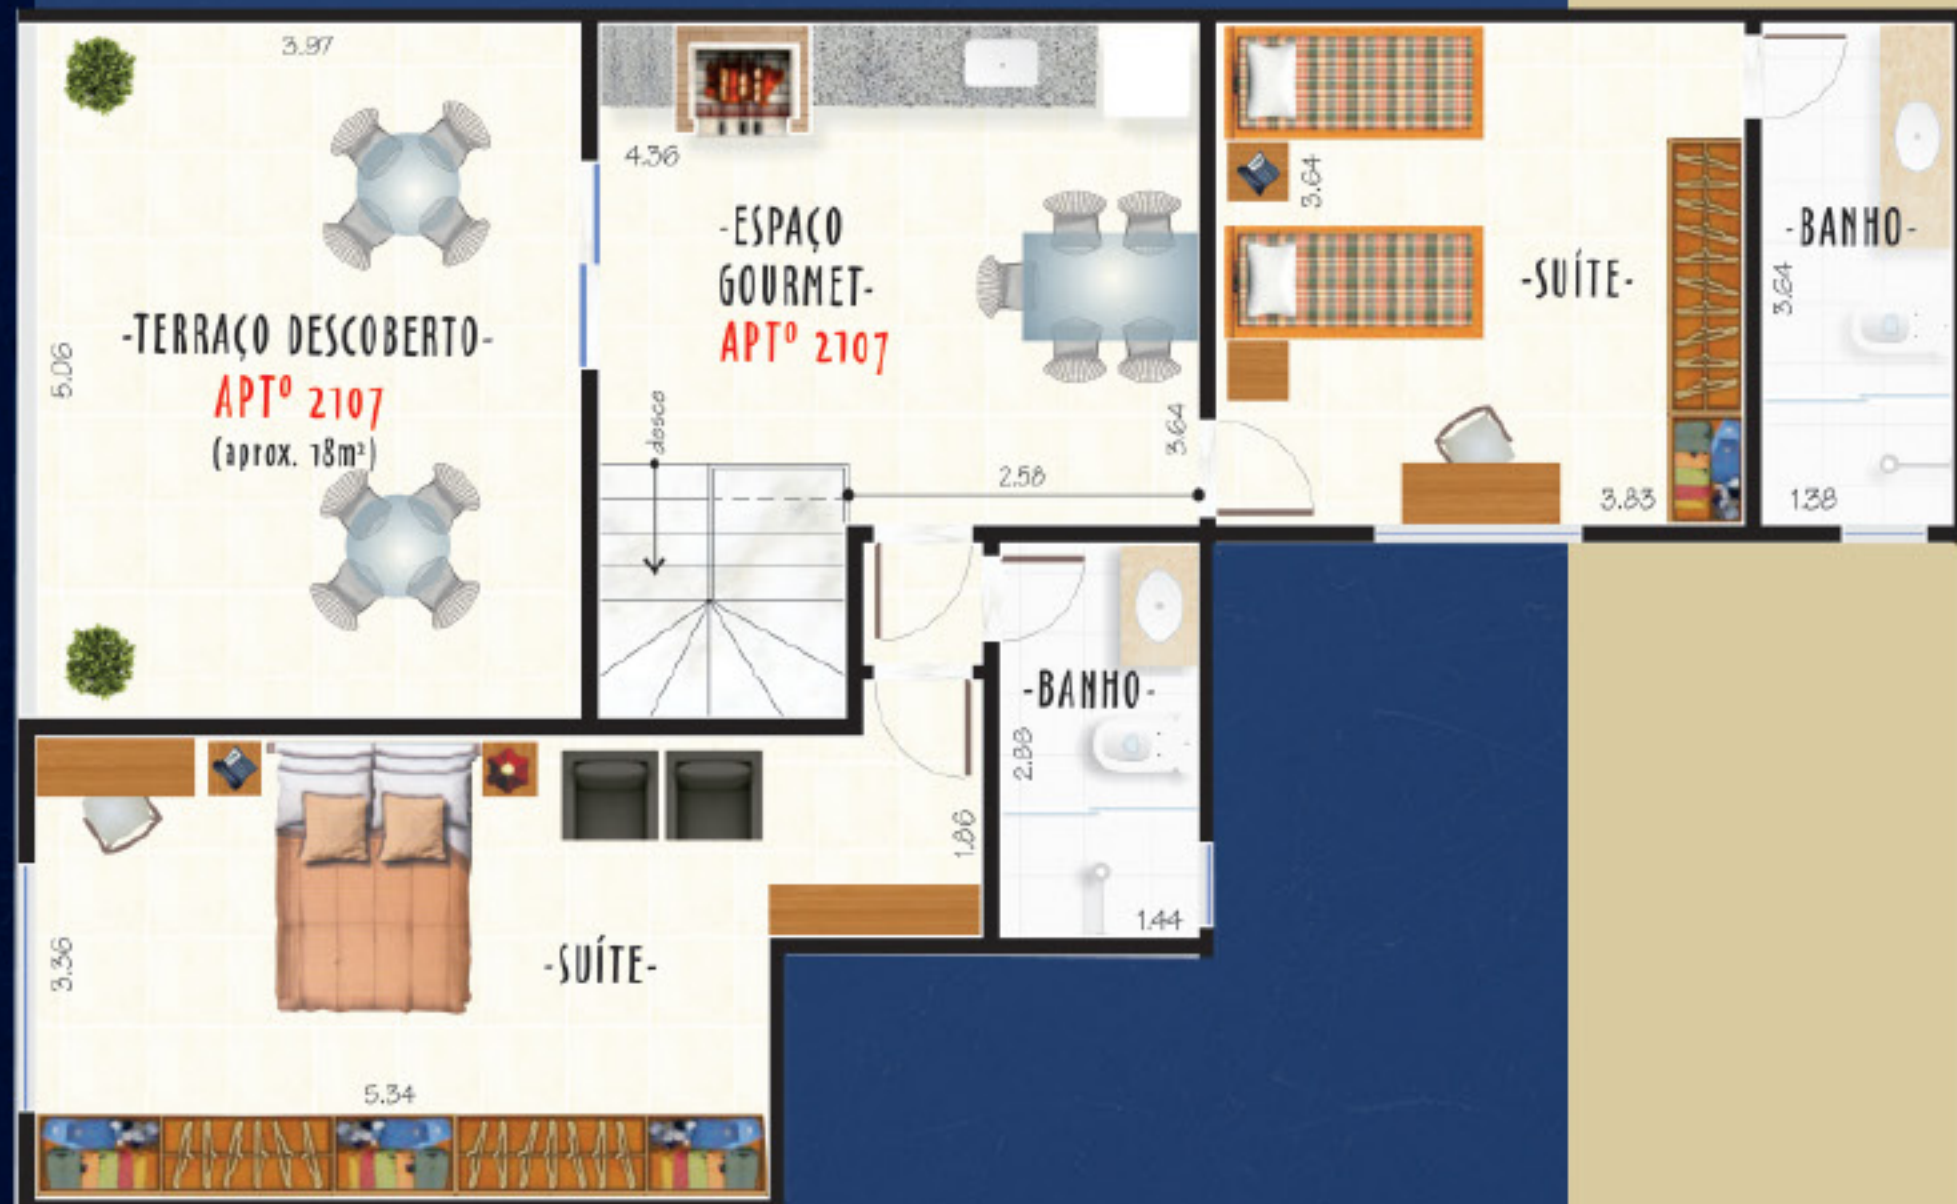 3.97
-TERRAÇO DESCOBERTO-
APTº 2107
(aprox. 18m²)
5.06
4.36
-ESPAÇO
GOURMET-
APTº 2107
desce
2.58
3.64
3.64
-SUÍTE-
3.83
-BANHO-
3.64
1.38
-BANHO-
2.88
1.44
1.86
-SUÍTE-
3.36
5.34